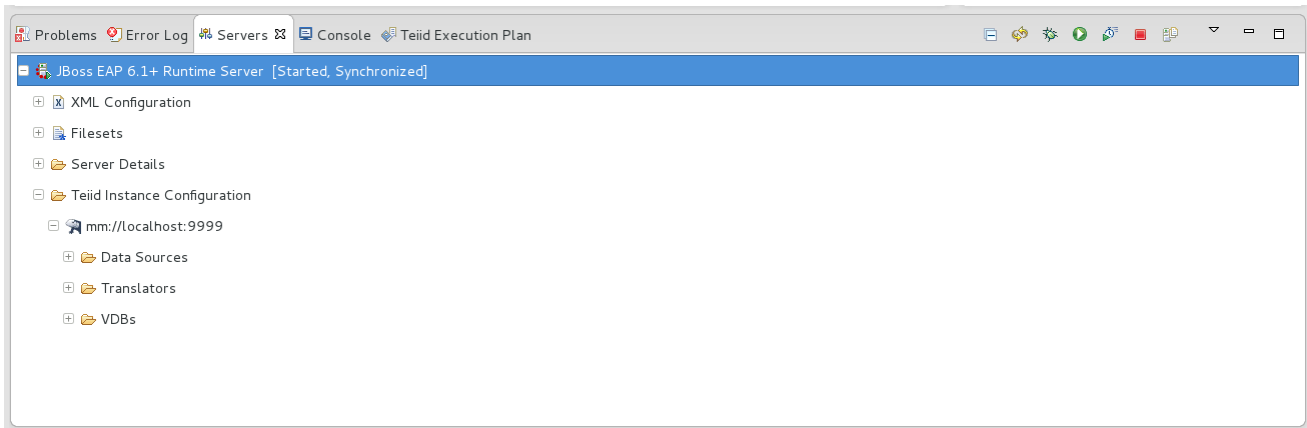 Problems Error Log Servers Console Teiid Execution Plan
JBoss EAP 6.1+ Runtime Server [Started, Synchronized]
XML Configuration
Filesets
Server Details
Teiid Instance Configuration
mm://localhost:9999
Data Sources
Translators
VDBs